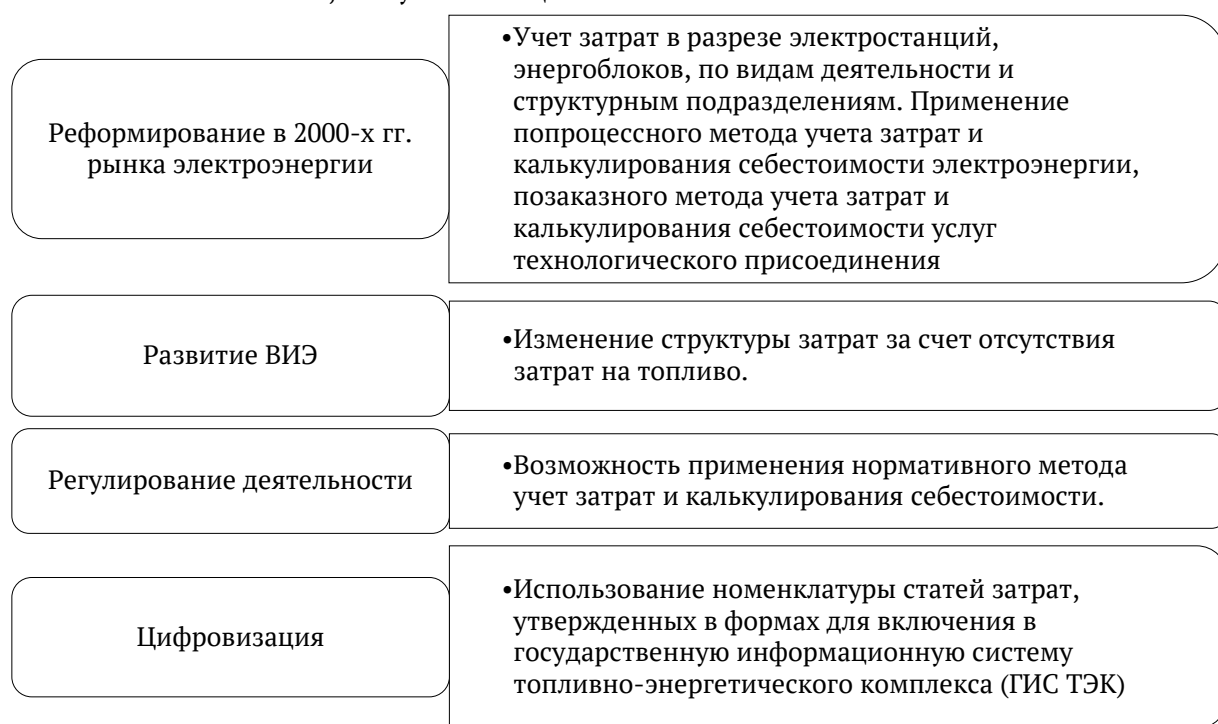 Реформирование в 2000-х гг.
рынка электроэнергии
•Учет затрат в разрезе электростанций,
энергоблоков, по видам деятельности и
структурным подразделениям. Применение
попроцессного метода учета затрат и
калькулирования себестоимости электроэнергии,
позаказного метода учета затрат и
калькулирования себестоимости услуг
технологического присоединения
Развитие ВИЭ
•Изменение структуры затрат за счет отсутствия
затрат на топливо.
Регулирование деятельности
•Возможность применения нормативного метода
учет затрат и калькулирования себестоимости.
Цифровизация
•Использование номенклатуры статей затрат,
утвержденных в формах для включения в
государственную информационную систему
топливно-энергетического комплекса (ГИС ТЭК)